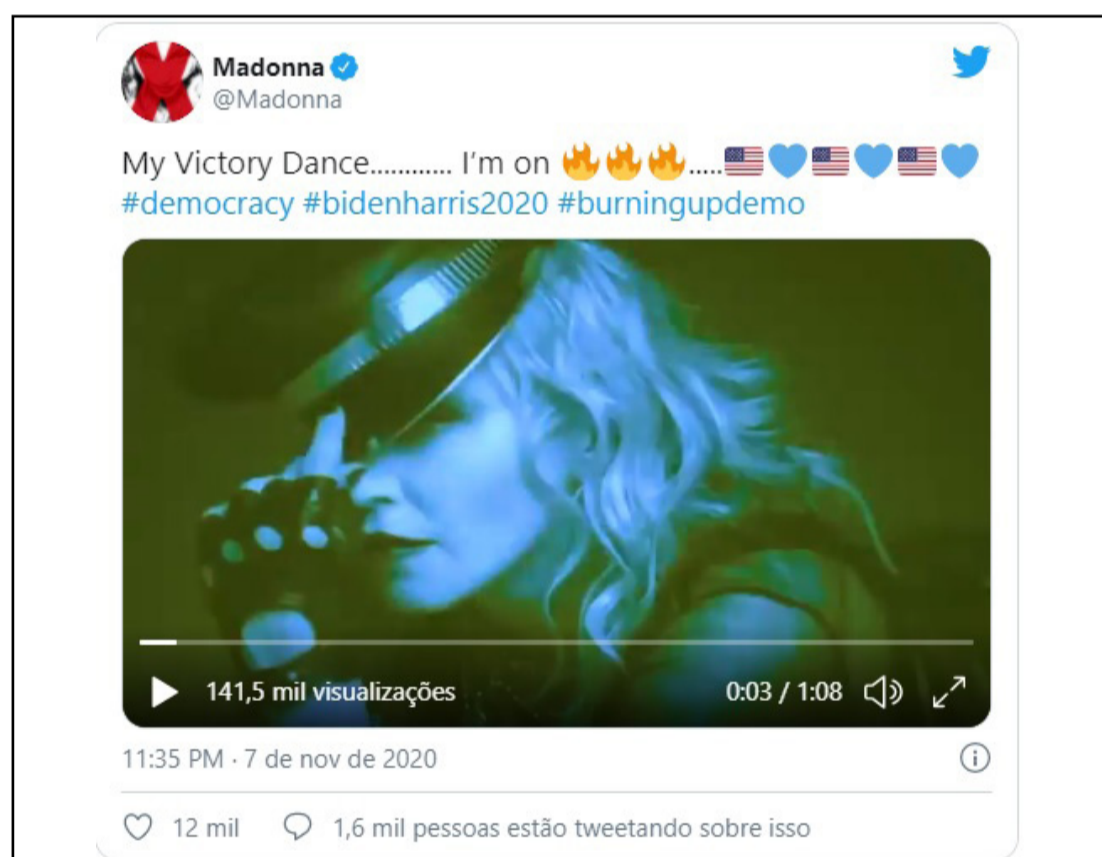 Madonna
@Madonna
My Victory Dance............ I'm on 🔥🔥🔥.....🇺🇸💙🇺🇸💙🇺🇸💙
#democracy #bidenharris2020 #burningupdemo
141,5 mil visualizações 0:03 / 1:08
11:35 PM · 7 de nov de 2020
12 mil 1,6 mil pessoas estão tweetando sobre isso